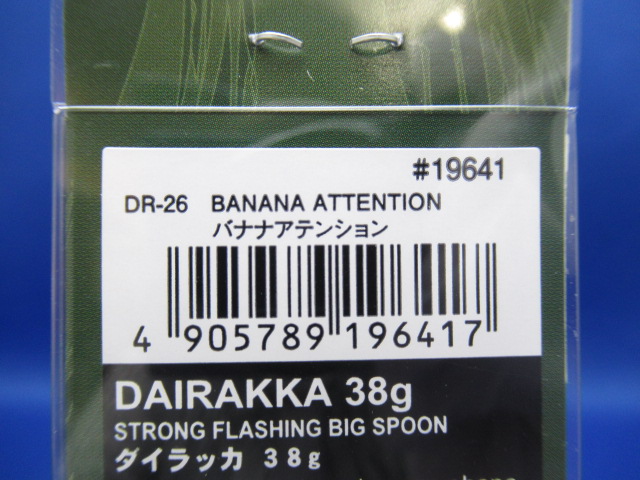 #19641
DR-26 BANANA ATTENTION
バナナアテンション
4 905789 196417
DAIRAKKA 38g
STRONG FLASHING BIG SPOON
ダイラッカ 38g